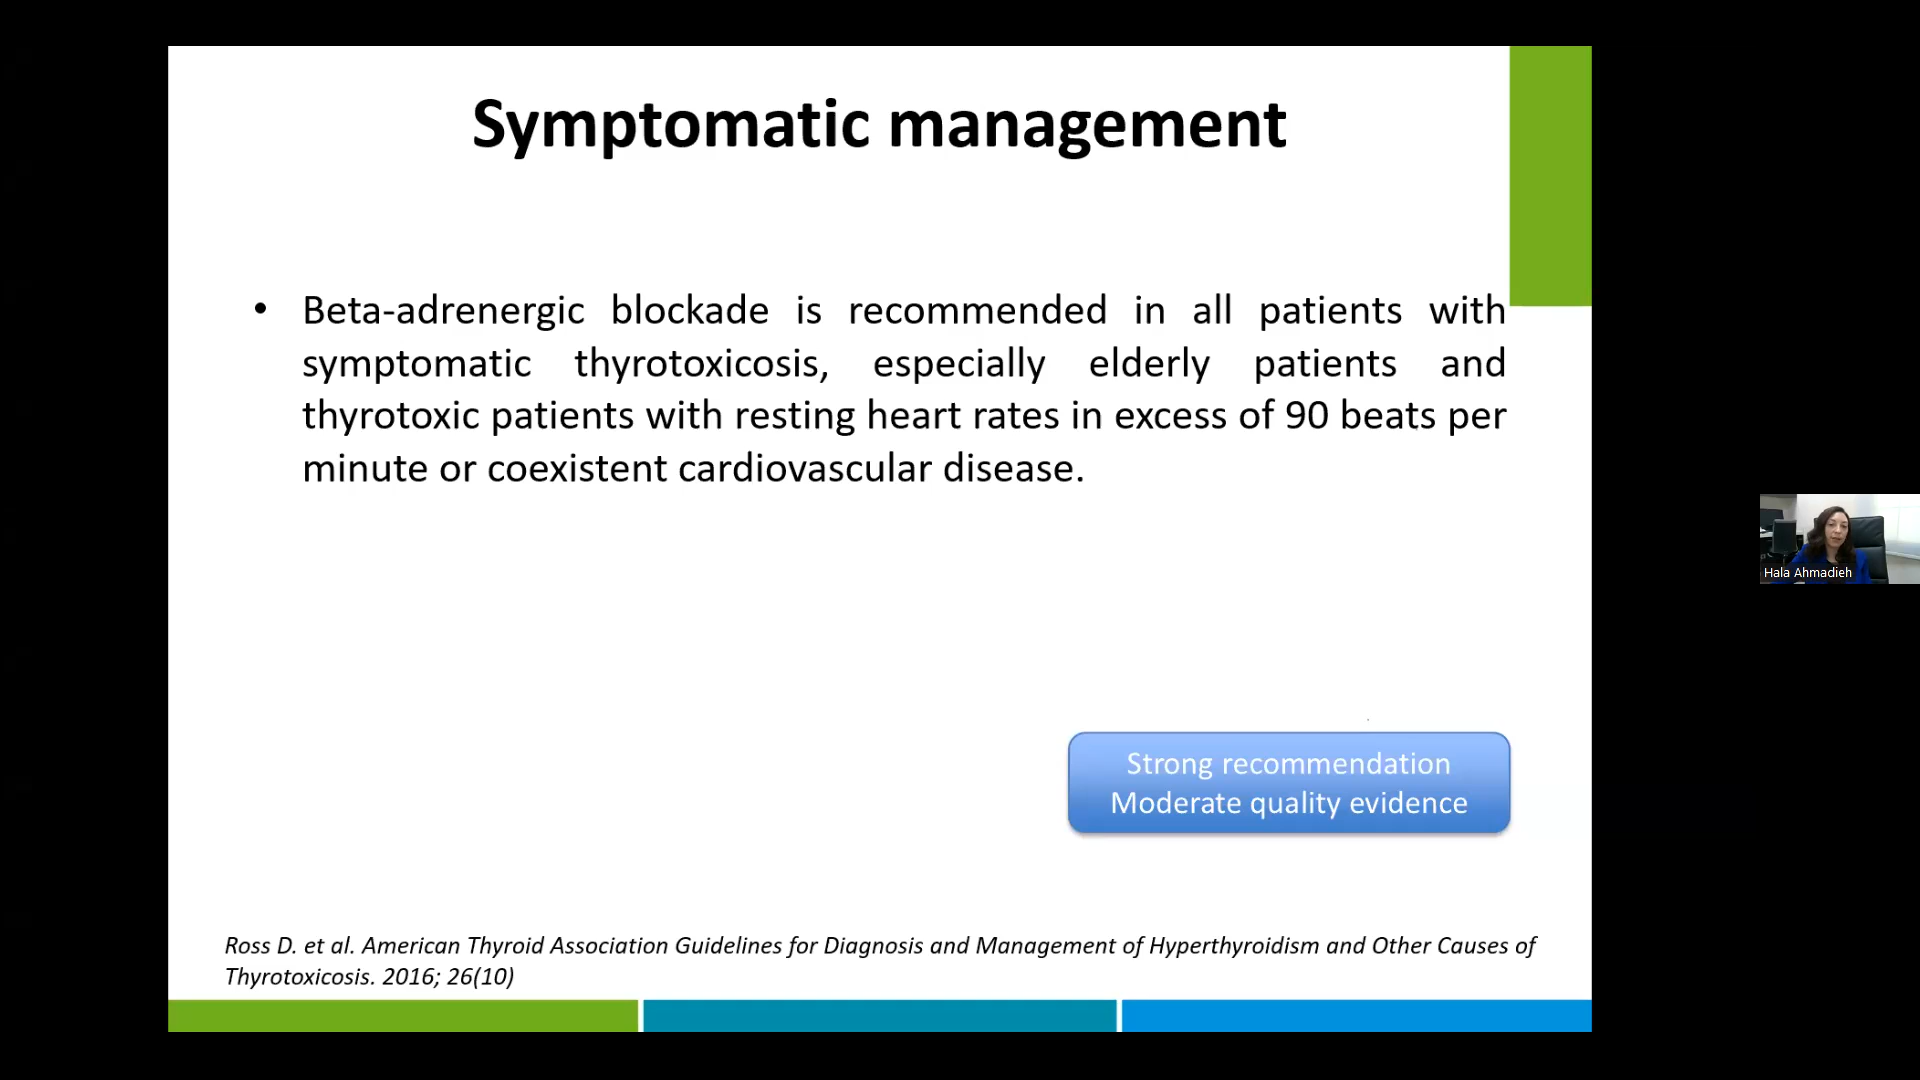 Symptomatic management
• Beta-adrenergic blockade is recommended in all patients with
symptomatic thyrotoxicosis, especially elderly patients and
thyrotoxic patients with resting heart rates in excess of 90 beats per
minute or coexistent cardiovascular disease.
Strong recommendation
Moderate quality evidence
Ross D. et al. American Thyroid Association Guidelines for Diagnosis and Management of Hyperthyroidism and Other Causes of
Thyrotoxicosis. 2016; 26(10)
Hala Ahmadieh